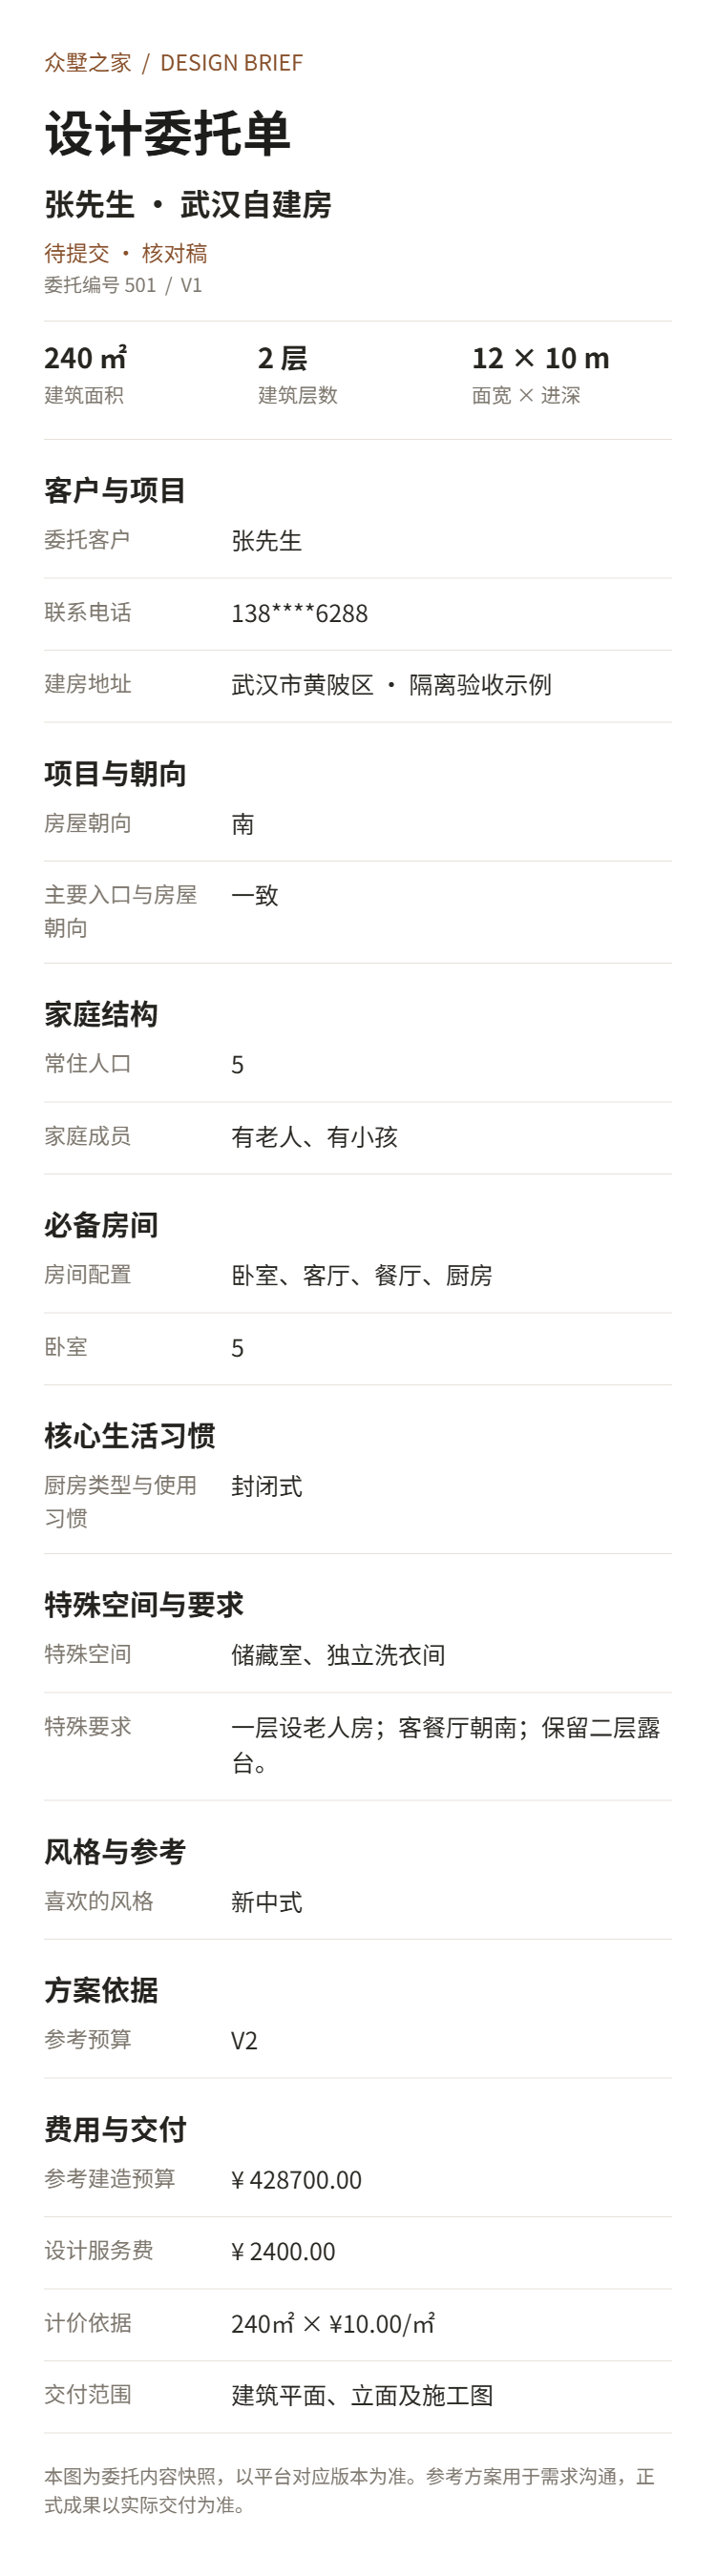 众墅之家 / DESIGN BRIEF
设计委托单
张先生 · 武汉自建房
待提交 · 核对稿
委托编号 501 / V1
240 ㎡ 2 层 12 × 10 m
建筑面积 建筑层数 面宽 × 进深
客户与项目
委托客户 张先生
联系电话 138****6288
建房地址 武汉市黄陂区 · 隔离验收示例
项目与朝向
房屋朝向 南
主要入口与房屋 一致
朝向
家庭结构
常住人口 5
家庭成员 有老人、有小孩
必备房间
房间配置 卧室、客厅、餐厅、厨房
卧室 5
核心生活习惯
厨房类型与使用 封闭式
习惯
特殊空间与要求
特殊空间 储藏室、独立洗衣间
特殊要求 一层设老人房；客餐厅朝南；保留二层露
台。
风格与参考
喜欢的风格 新中式
方案依据
参考预算 V2
费用与交付
参考建造预算 ¥ 428700.00
设计服务费 ¥ 2400.00
计价依据 240㎡ × ¥10.00/㎡
交付范围 建筑平面、立面及施工图
本图为委托内容快照，以平台对应版本为准。参考方案用于需求沟通，正
式成果以实际交付为准。